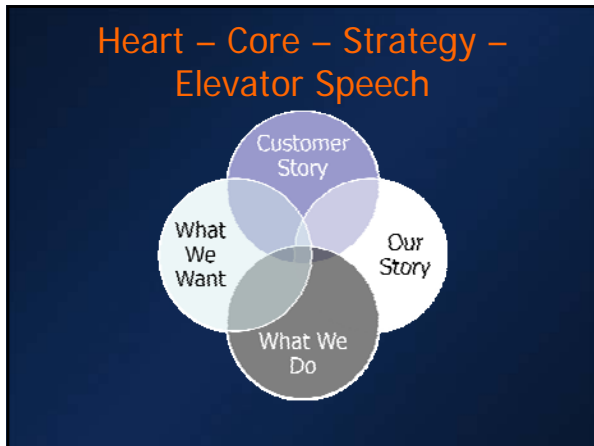 Heart – Core – Strategy –
Elevator Speech
Customer
Story
What
We
Want
Our
Story
What We
Do